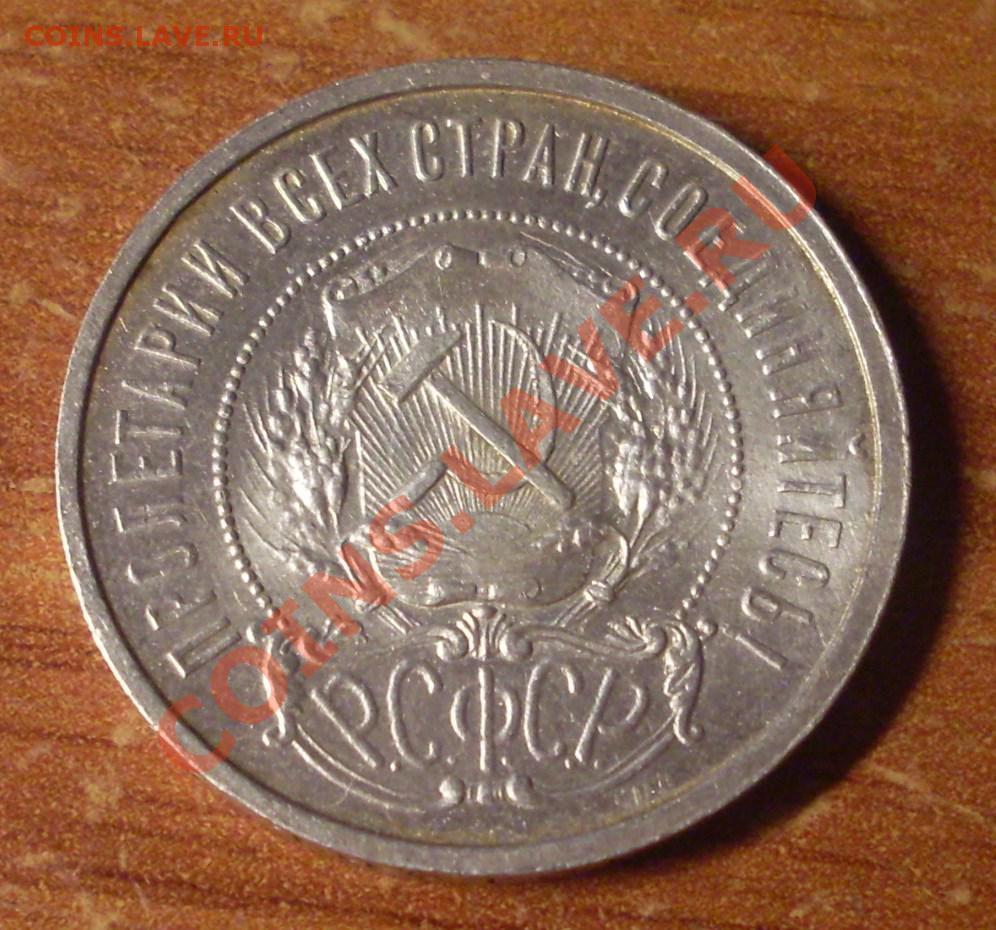 COINS.LAVE.RU
ПРОЛЕТАРИИ ВСЕХ СТРАН, СОЕДИНЯЙТЕСЬ!
Р.С.Ф.С.Р.
COINS.LAVE.RU